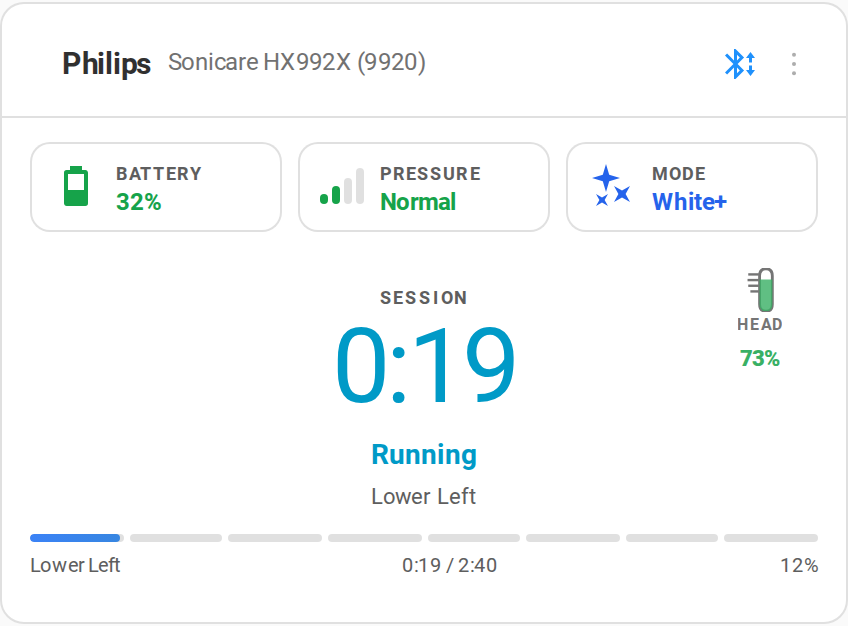 Philips Sonicare HX992X (9920)
BATTERY
32%
PRESSURE
Normal
MODE
White+
SESSION
0:19
Running
Lower Left
HEAD
73%
Lower Left 0:19 / 2:40 12%